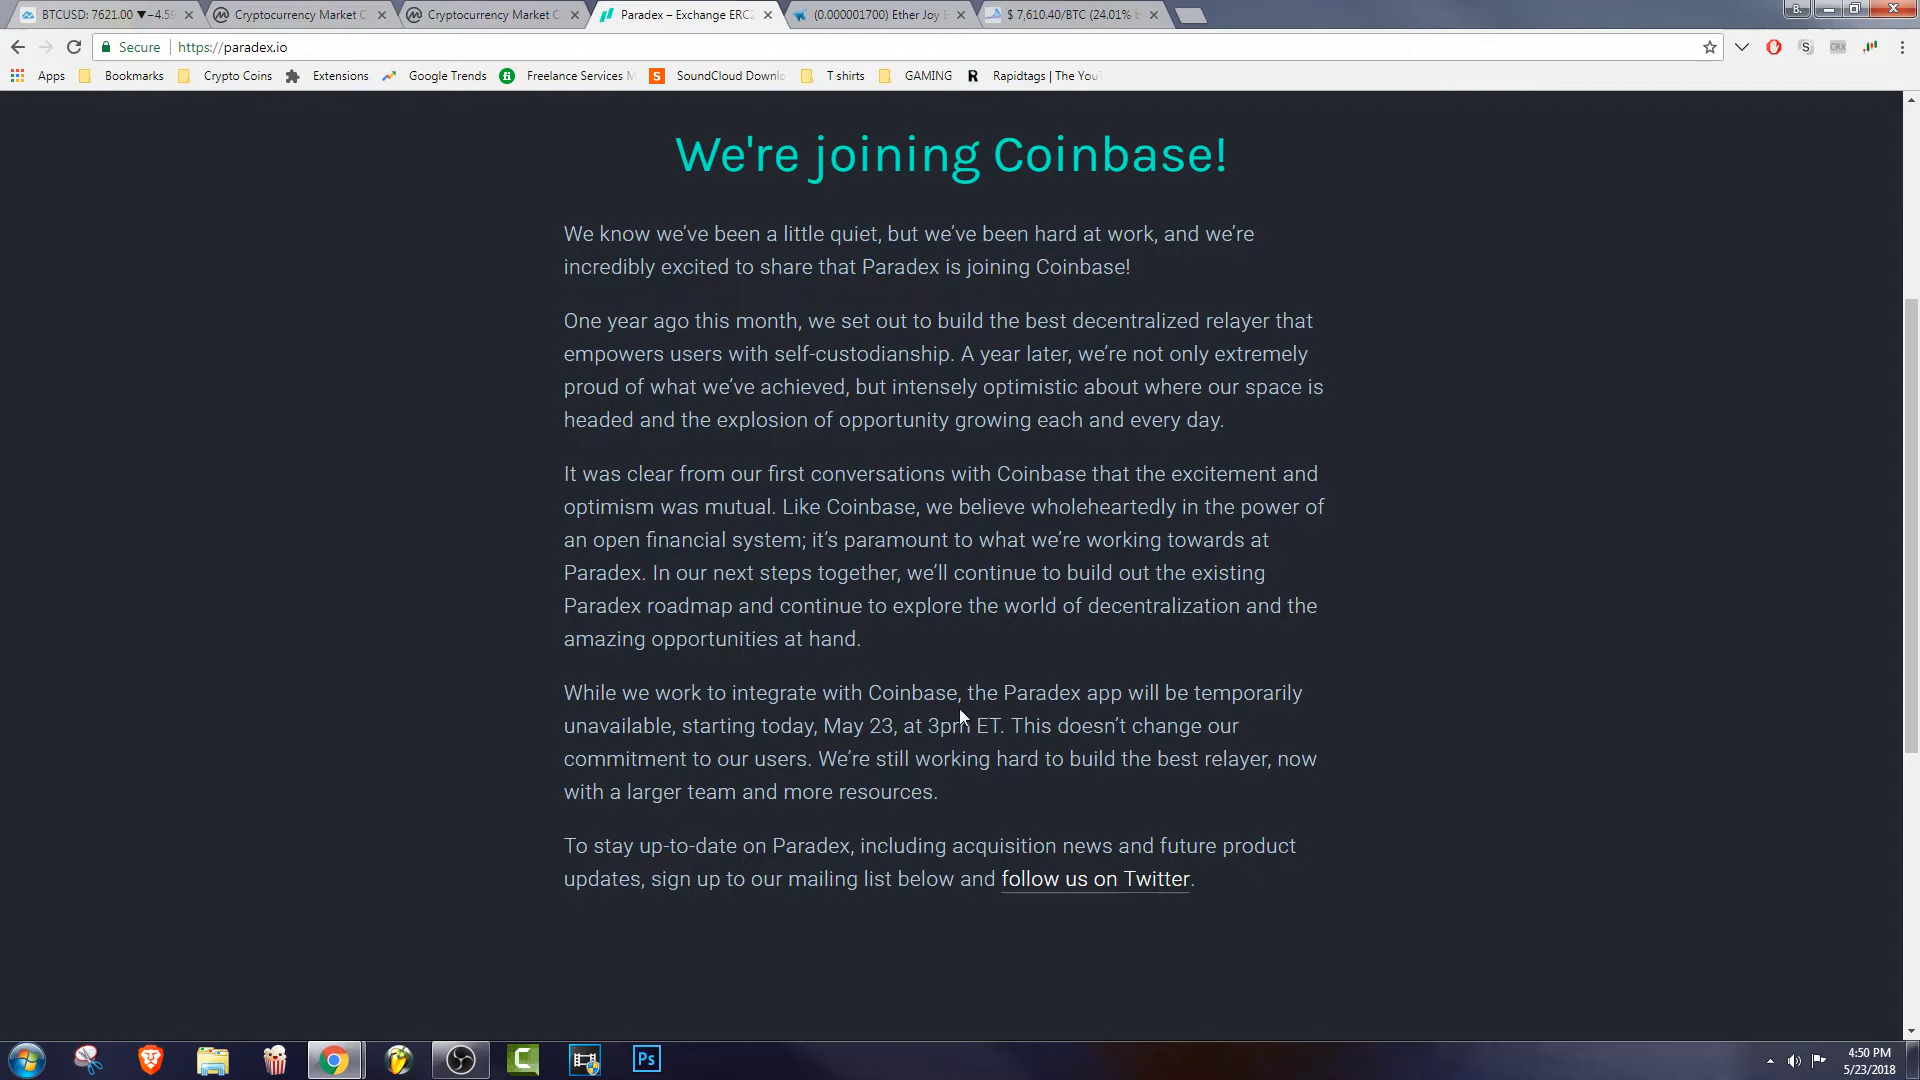 BTCUSD: 7621.00 ▼−4.59
Cryptocurrency Market C
Cryptocurrency Market C
Paradex – Exchange ERC2
(0.000001700) Ether Joy E
$ 7,610.40/BTC (24.01%
B.
Secure
https://paradex.io
Apps
Bookmarks
Crypto Coins
Extensions
Google Trends
Freelance Services M
SoundCloud Downlo
T shirts
GAMING
Rapidtags | The You
We're joining Coinbase!
We know we’ve been a little quiet, but we’ve been hard at work, and we’re
incredibly excited to share that Paradex is joining Coinbase!
One year ago this month, we set out to build the best decentralized relayer that
empowers users with self-custodianship. A year later, we’re not only extremely
proud of what we’ve achieved, but intensely optimistic about where our space is
headed and the explosion of opportunity growing each and every day.
It was clear from our first conversations with Coinbase that the excitement and
optimism was mutual. Like Coinbase, we believe wholeheartedly in the power of
an open financial system; it’s paramount to what we’re working towards at
Paradex. In our next steps together, we’ll continue to build out the existing
Paradex roadmap and continue to explore the world of decentralization and the
amazing opportunities at hand.
While we work to integrate with Coinbase, the Paradex app will be temporarily
unavailable, starting today, May 23, at 3pm ET. This doesn’t change our
commitment to our users. We’re still working hard to build the best relayer, now
with a larger team and more resources.
To stay up-to-date on Paradex, including acquisition news and future product
updates, sign up to our mailing list below and follow us on Twitter.
Ps
4:50 PM
5/23/2018